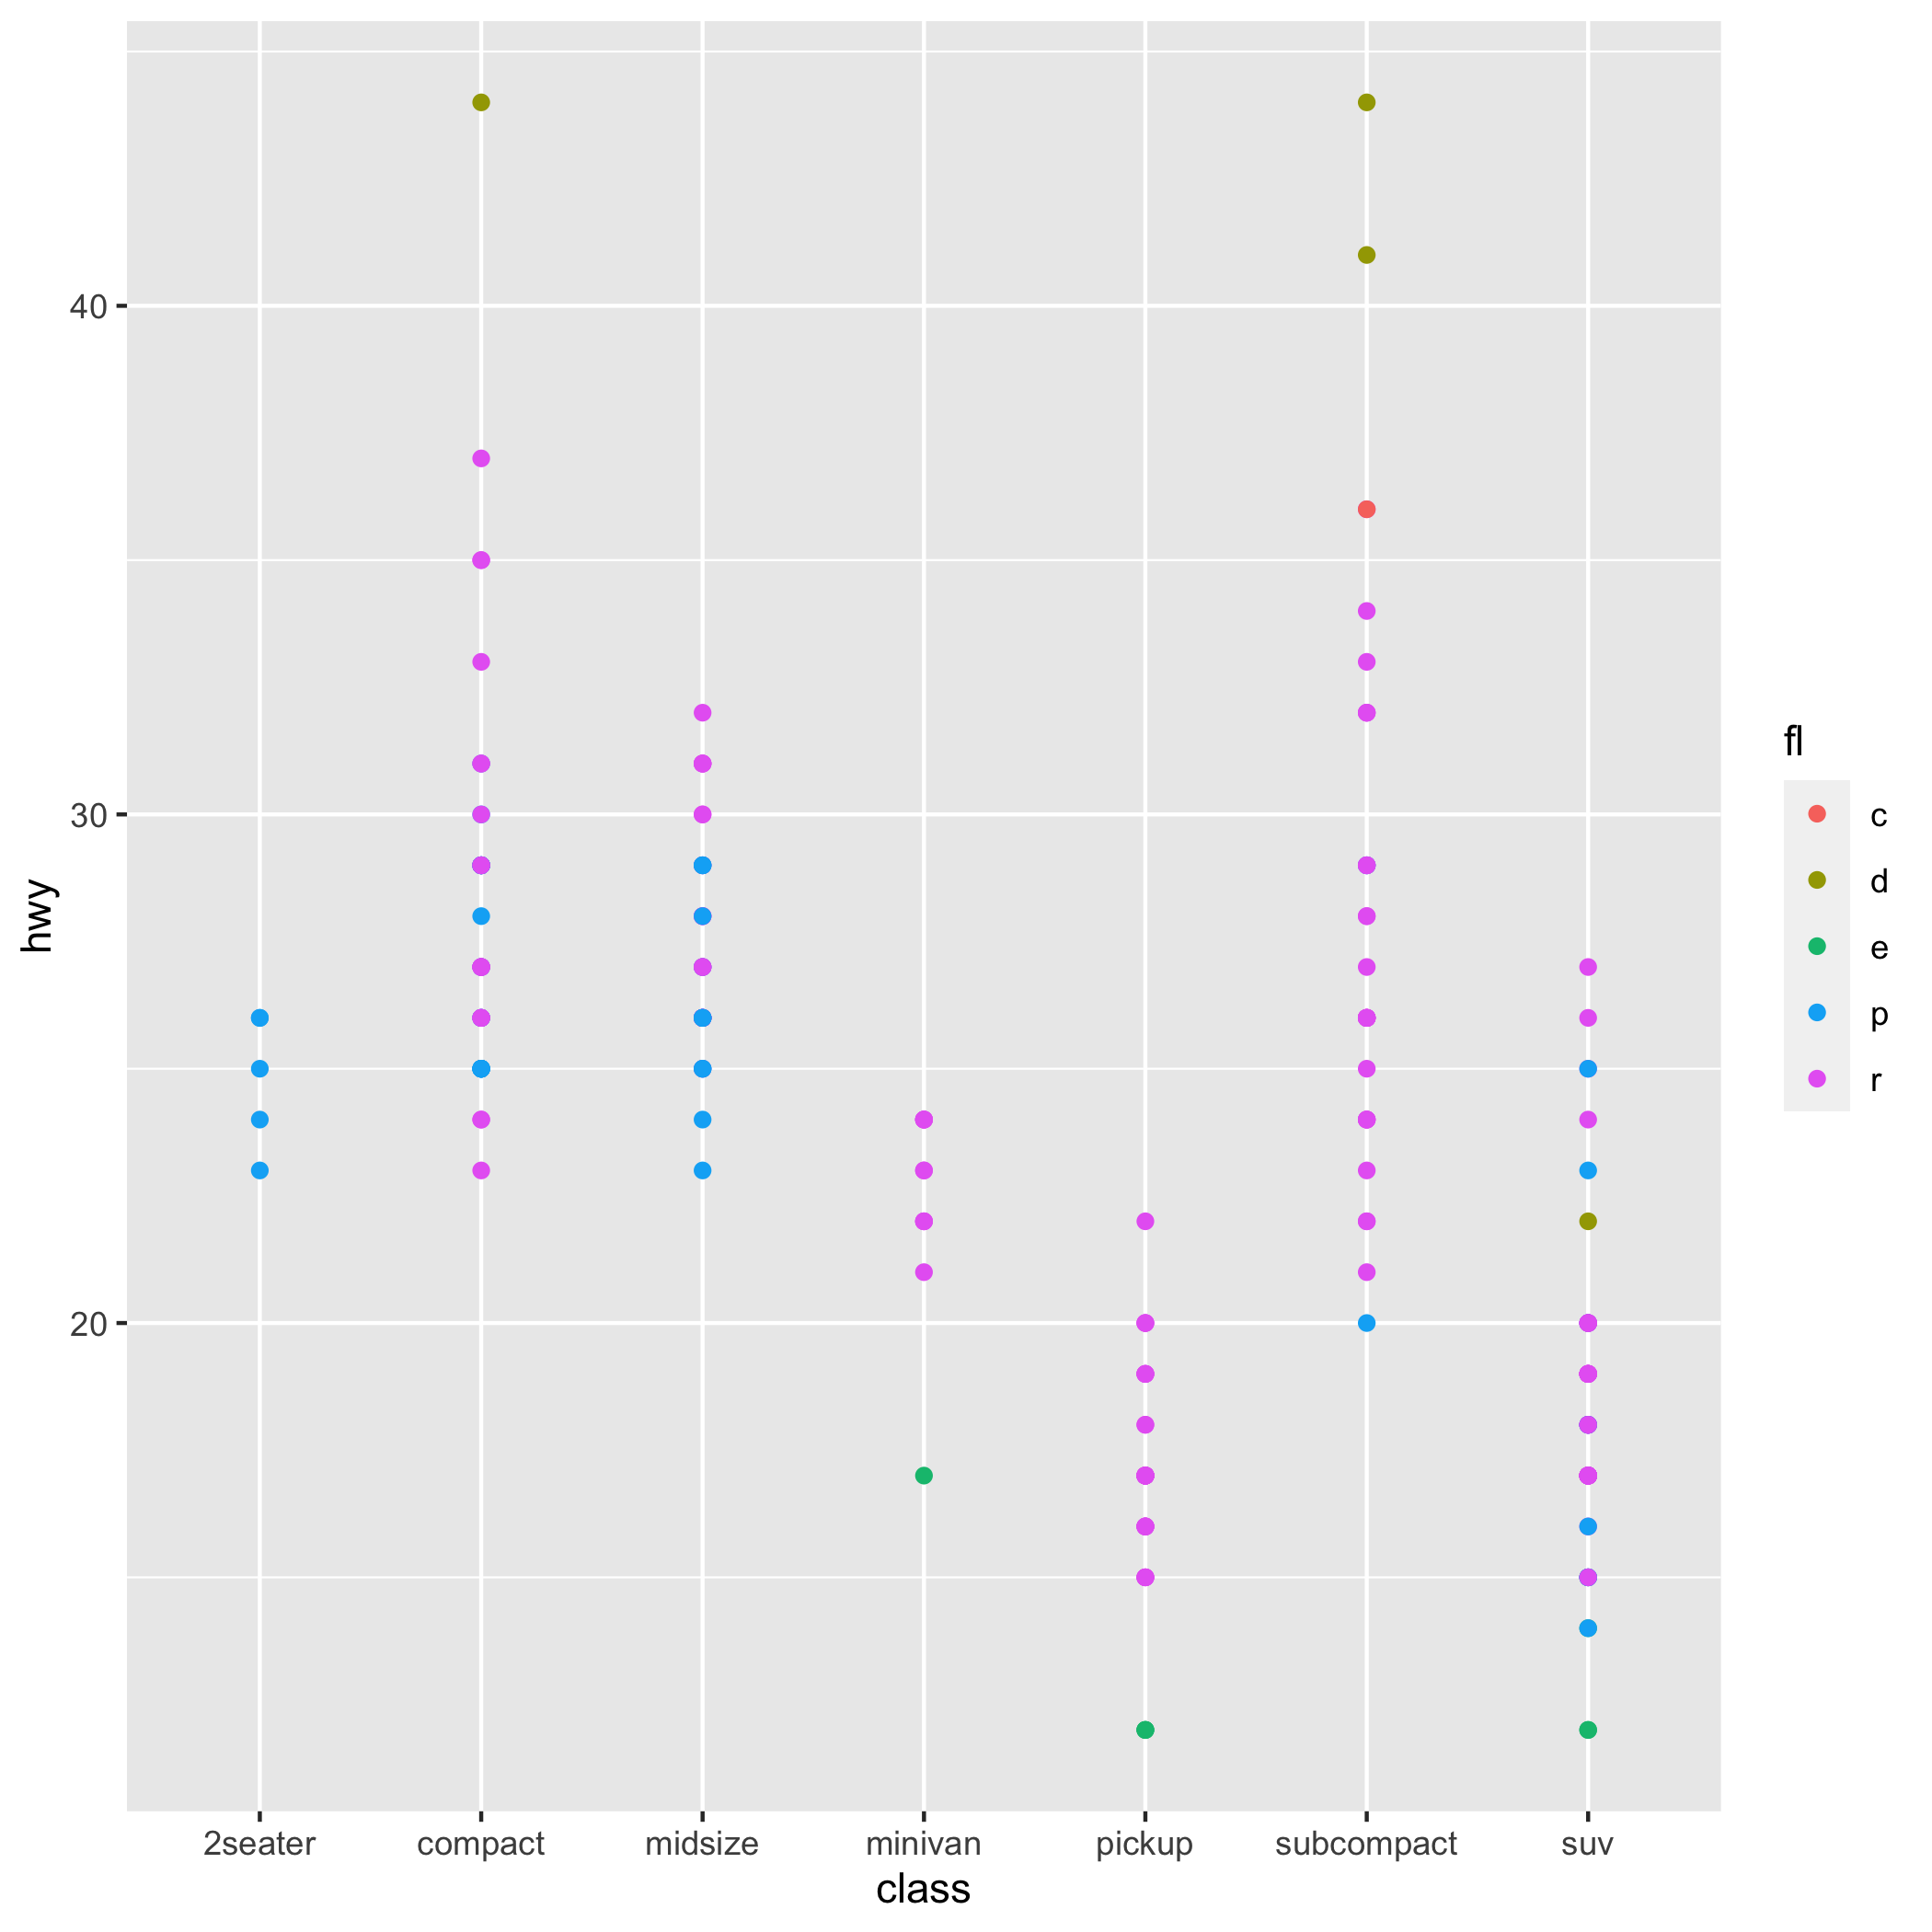 40
30
20
hwy
2seater compact midsize minivan pickup subcompact suv
class
fl
c
d
e
p
r